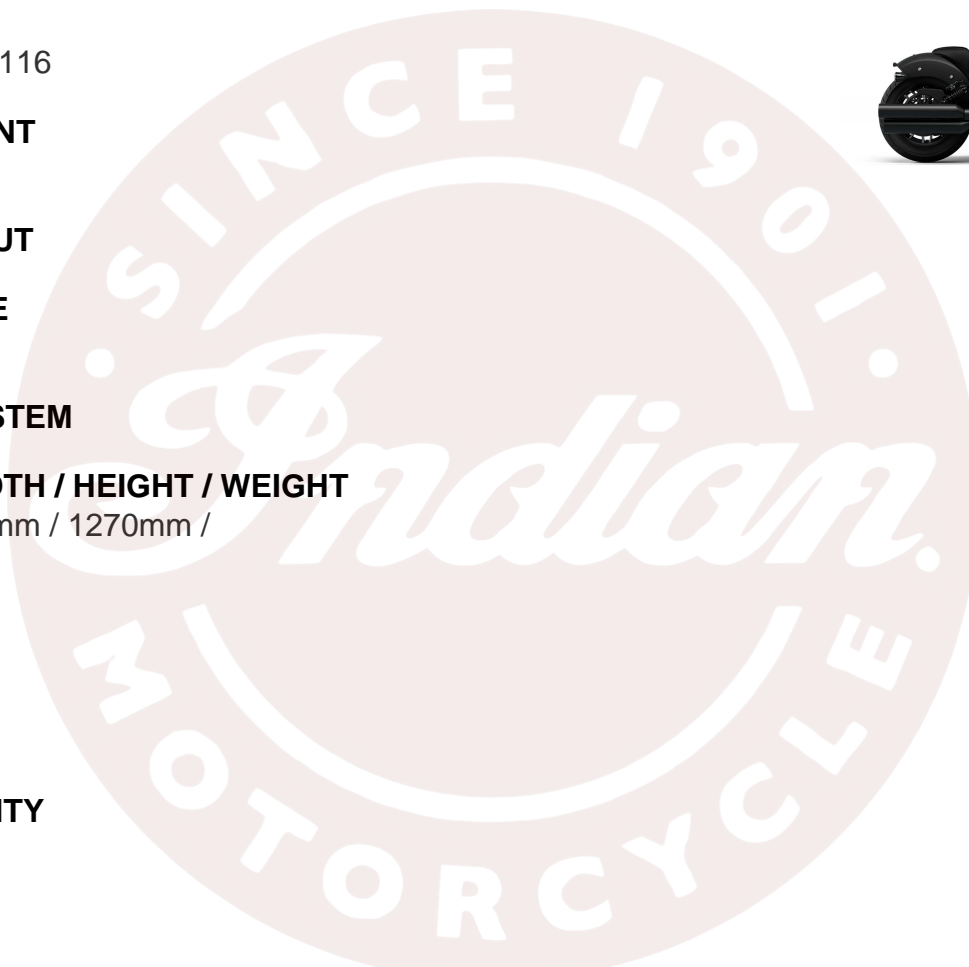 116
NT
UT
E
STEM
DTH / HEIGHT / WEIGHT
mm / 1270mm /
ITY
SINCE 1901
Indian.
MOTORCYCLE